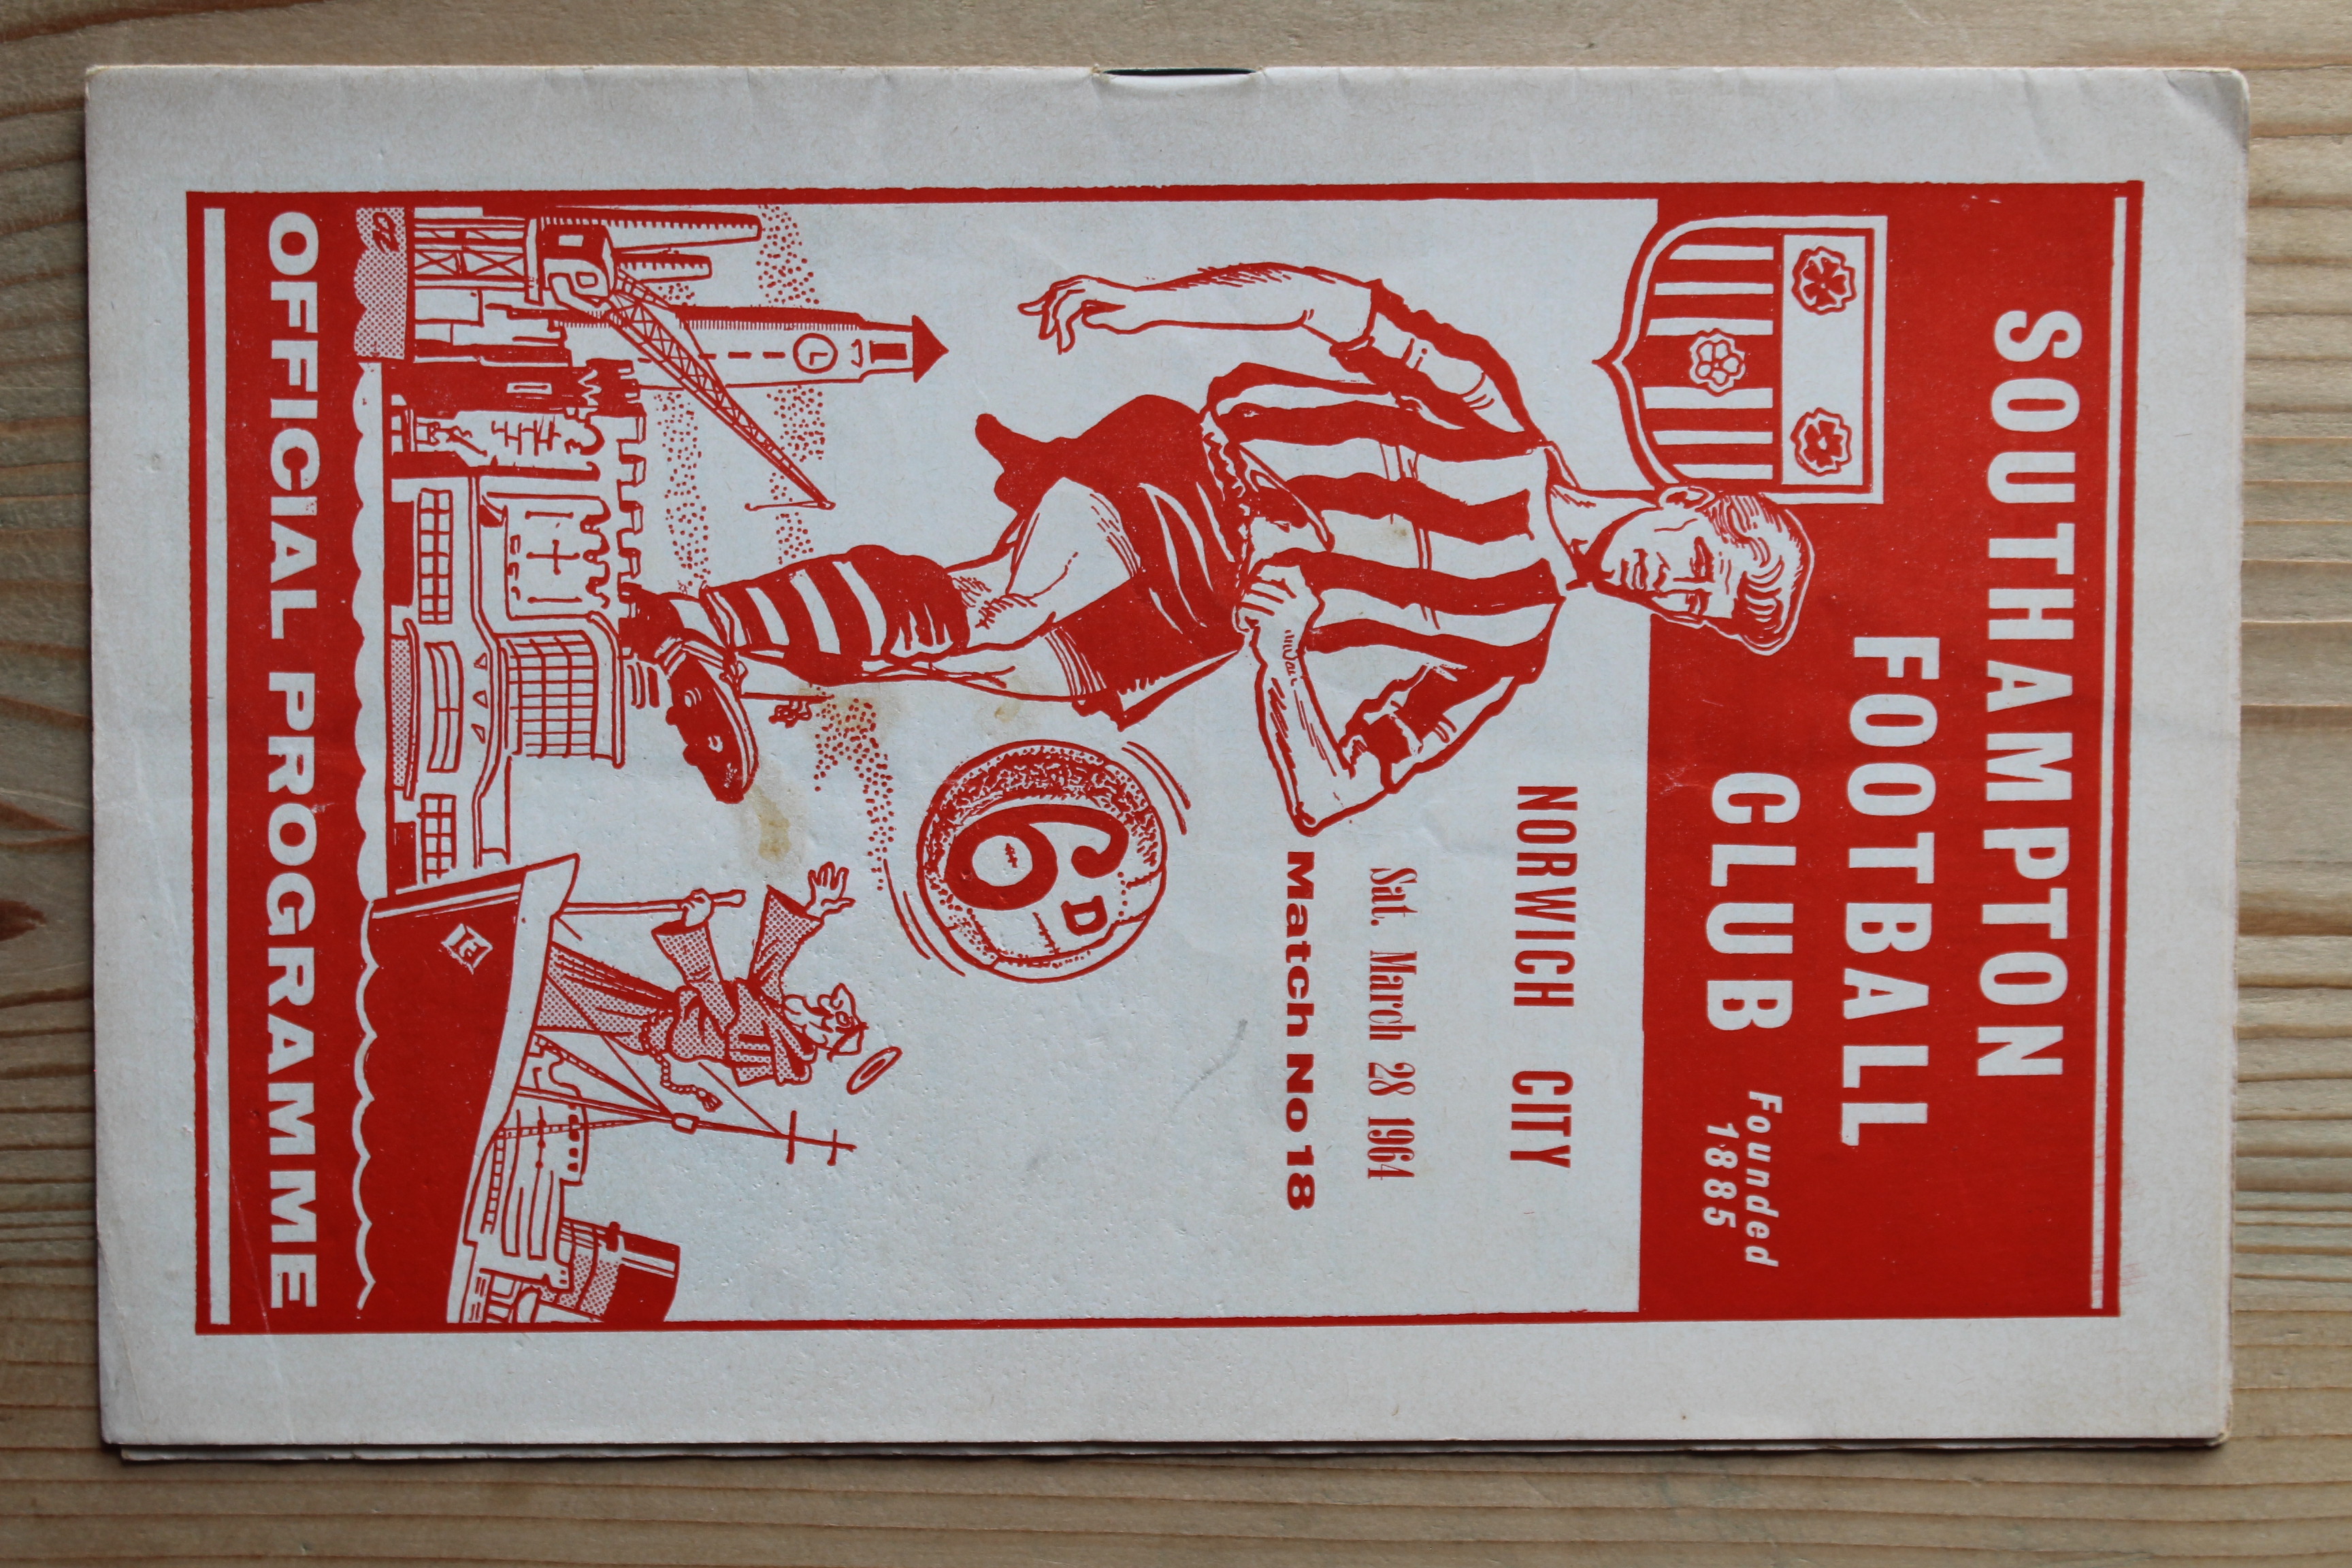 SOUTHAMPTON
FOOTBALL
CLUB
Founded
1885
NORWICH CITY
Sat. March 28 1964
Match No 18
6D
OFFICIAL PROGRAMME